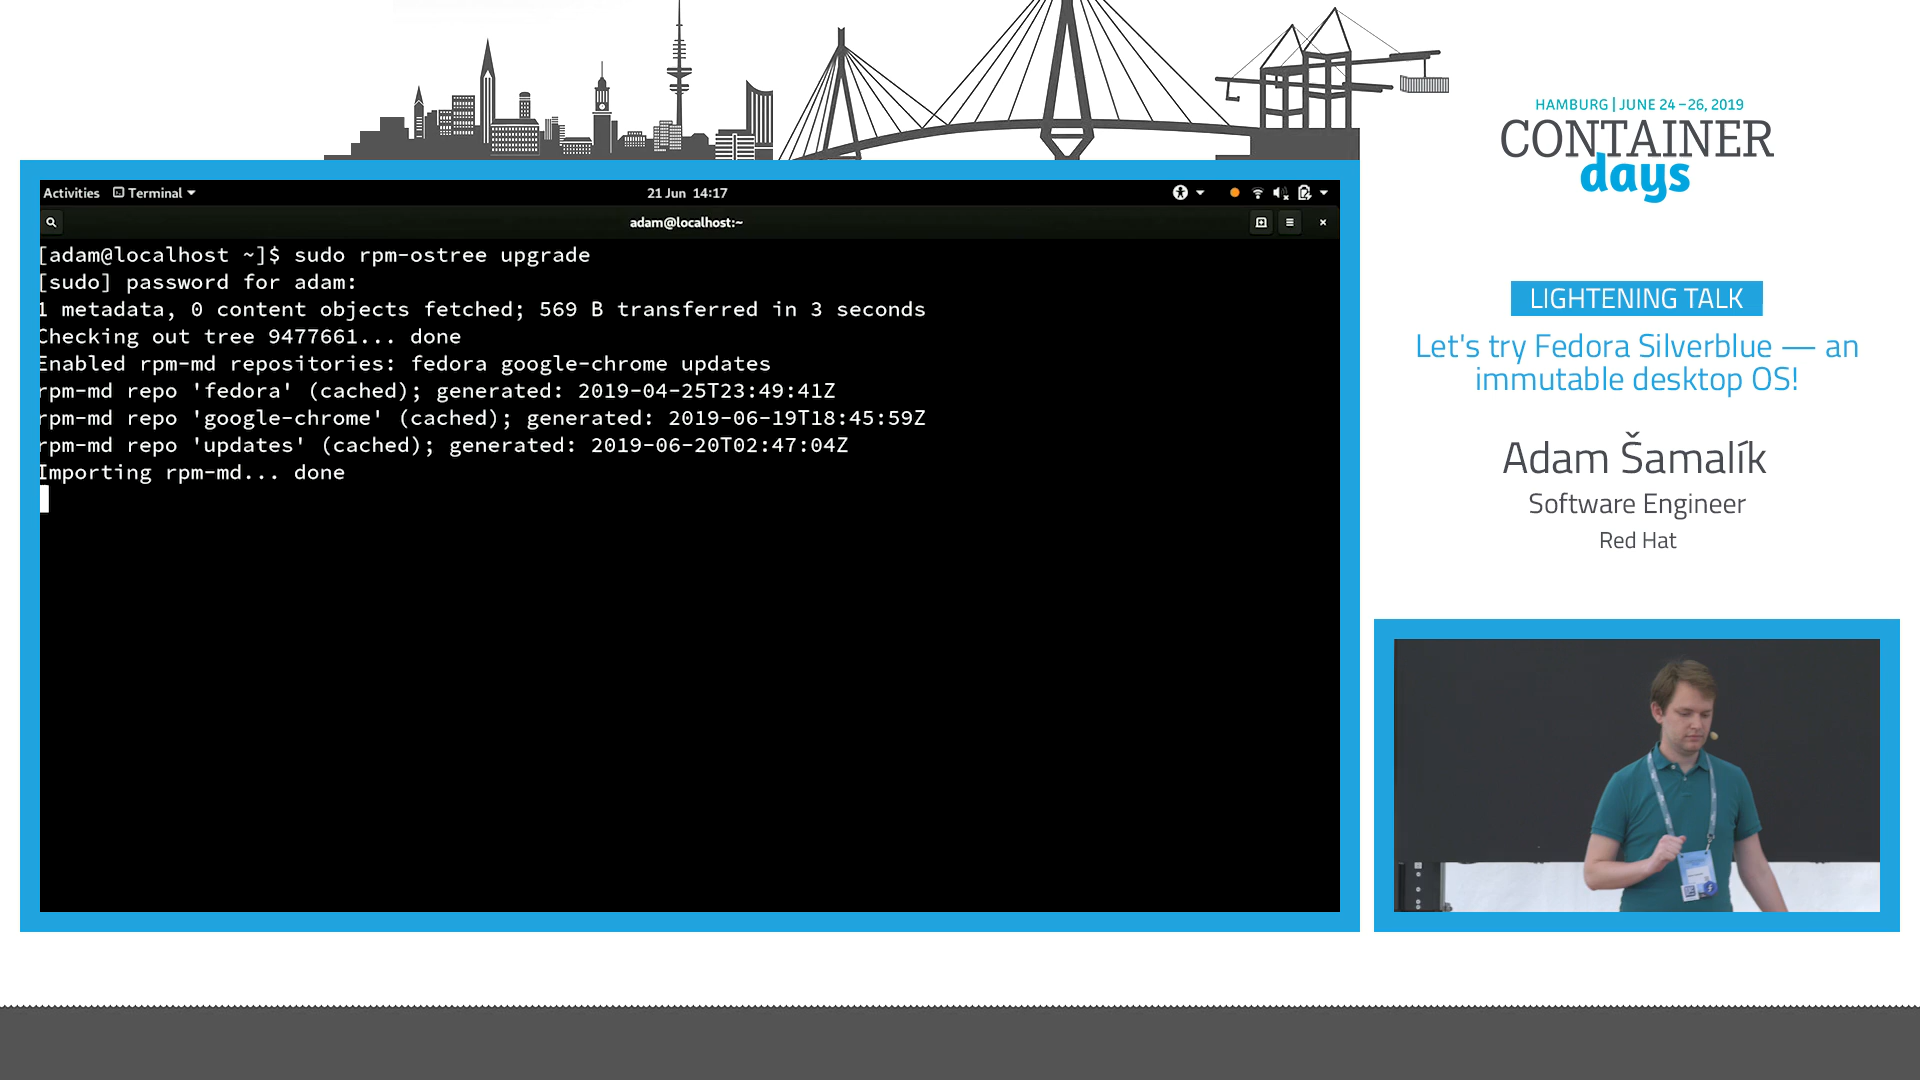 HAMBURG | JUNE 24 – 26, 2019
CONTAINER
days
Activities Terminal 21 Jun 14:17
adam@localhost:~
[adam@localhost ~]$ sudo rpm-ostree upgrade
[sudo] password for adam:
1 metadata, 0 content objects fetched; 569 B transferred in 3 seconds
Checking out tree 9477661... done
Enabled rpm-md repositories: fedora google-chrome updates
rpm-md repo 'fedora' (cached); generated: 2019-04-25T23:49:41Z
rpm-md repo 'google-chrome' (cached); generated: 2019-06-19T18:45:59Z
rpm-md repo 'updates' (cached); generated: 2019-06-20T02:47:04Z
Importing rpm-md... done
LIGHTENING TALK
Let's try Fedora Silverblue — an
immutable desktop OS!
Adam Šamalík
Software Engineer
Red Hat